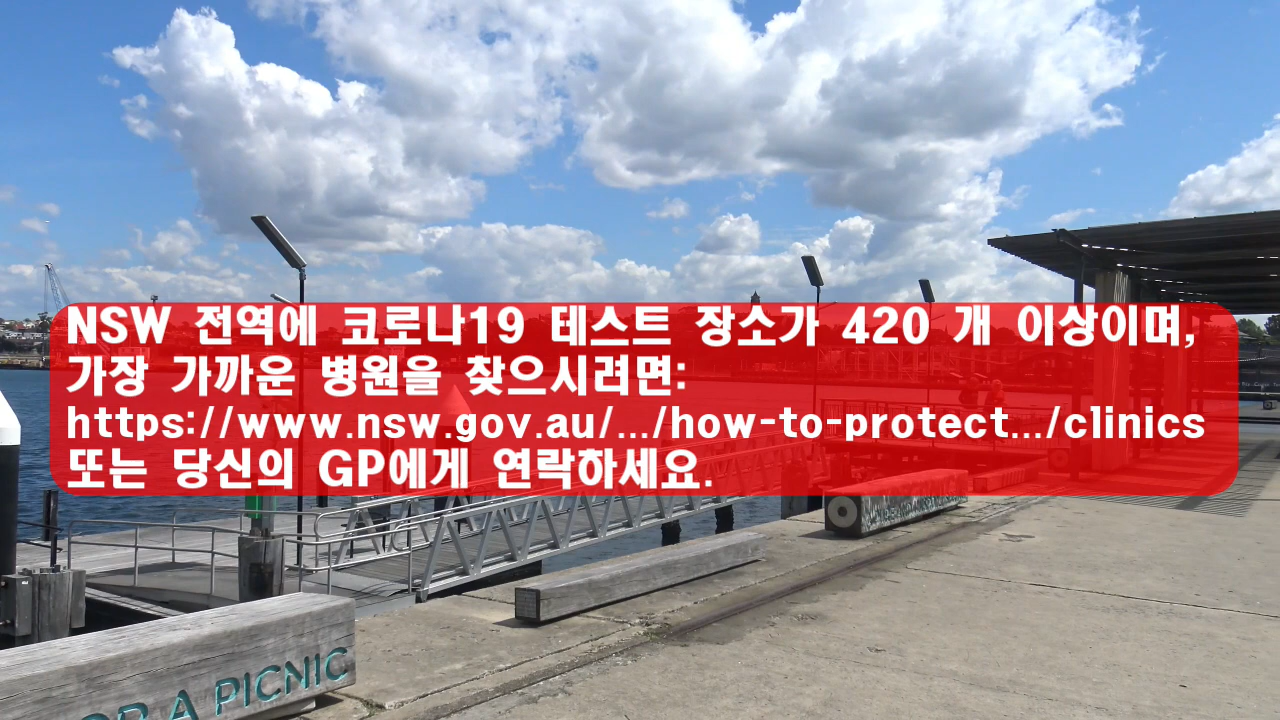 NSW 전역에 코로나19 테스트 장소가 420 개 이상이며,
가장 가까운 병원을 찾으시려면:
https://www.nsw.gov.au/.../how-to-protect.../clinics
또는 당신의 GP에게 연락하세요.
A PICNIC